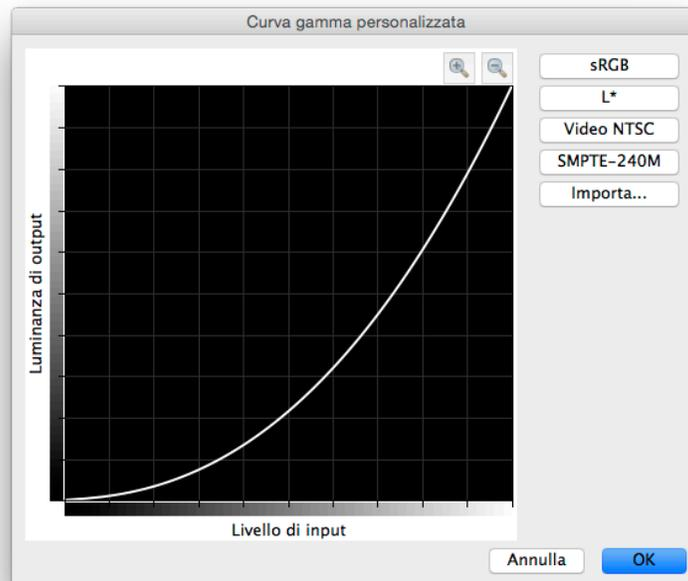 Curva gamma personalizzata
sRGB
L*
Video NTSC
SMPTE-240M
Importa...
Luminanza di output
Livello di input
Annulla
OK